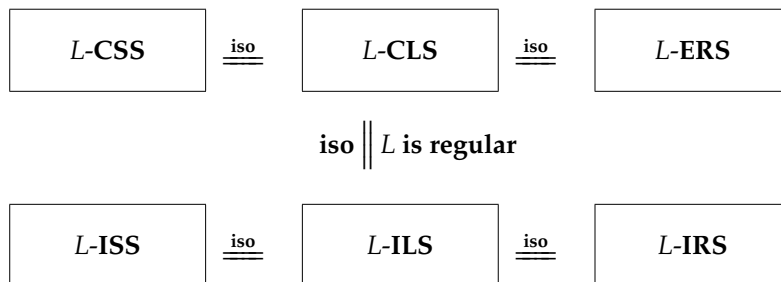 L-CSS iso L-CLS iso L-ERS
iso L is regular
L-ISS iso L-ILS iso L-IRS